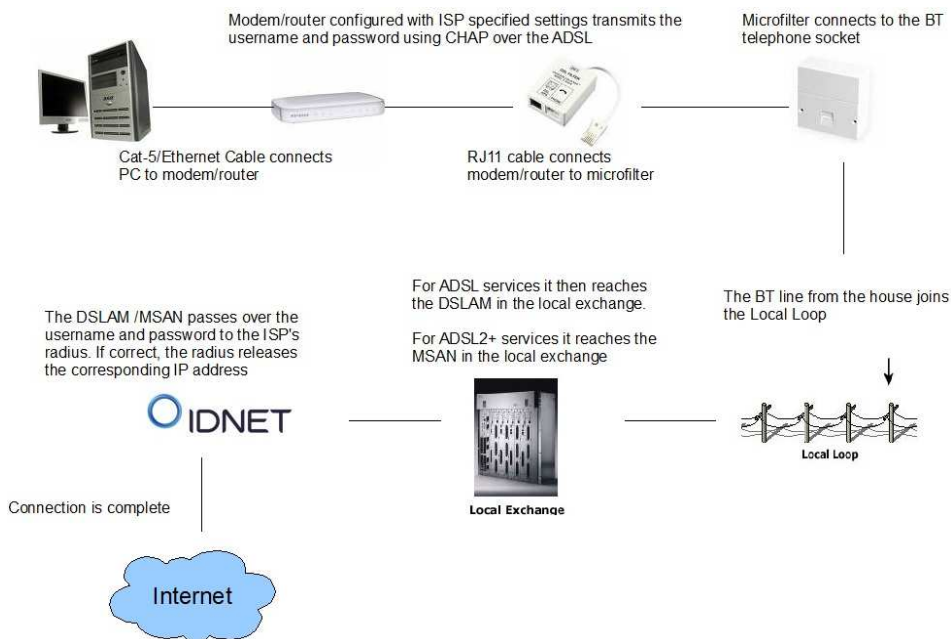 Modem/router configured with ISP specified settings transmits the
username and password using CHAP over the ADSL
Microfilter connects to the BT
telephone socket
Cat-5/Ethernet Cable connects
PC to modem/router
RJ11 cable connects
modem/router to microfilter
The BT line from the house joins
the Local Loop
Local Loop
For ADSL services it then reaches
the DSLAM in the local exchange.
For ADSL2+ services it reaches the
MSAN in the local exchange
Local Exchange
The DSLAM /MSAN passes over the
username and password to the ISP's
radius. If correct, the radius releases
the corresponding IP address
IDNET
Connection is complete
Internet